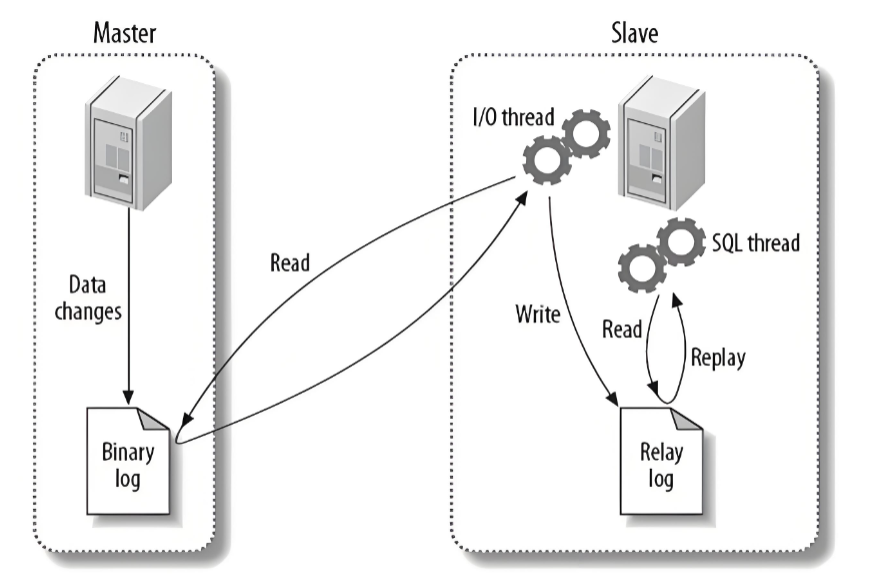 Master
Slave
I/O thread
SQL thread
Read
Data
changes
Write
Read
Replay
Binary
log
Relay
log